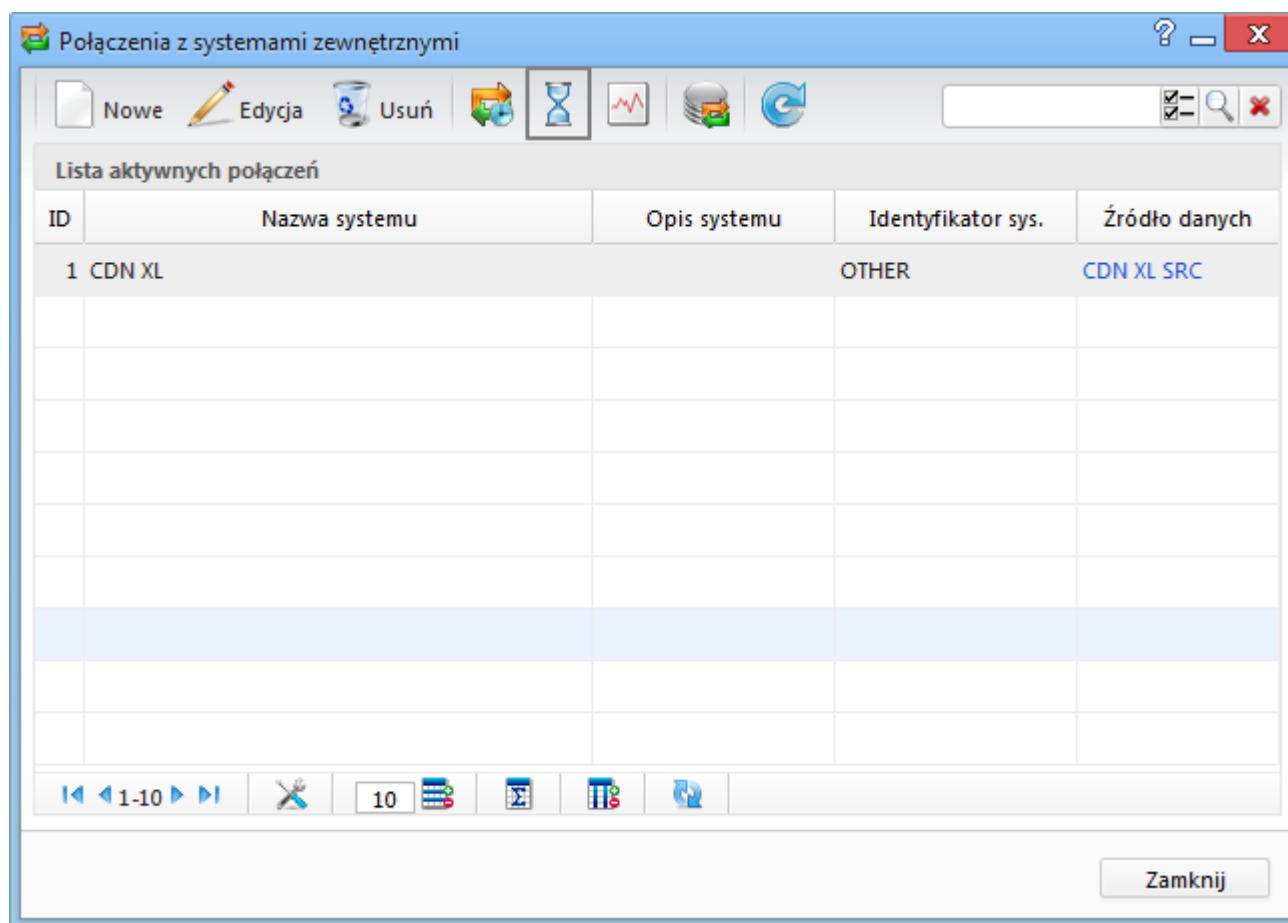 Połączenia z systemami zewnętrznymi
Nowe Edycja Usuń
Lista aktywnych połączeń
ID Nazwa systemu Opis systemu Identyfikator sys. Źródło danych
1 CDN XL OTHER CDN XL SRC
1-10 10
Zamknij